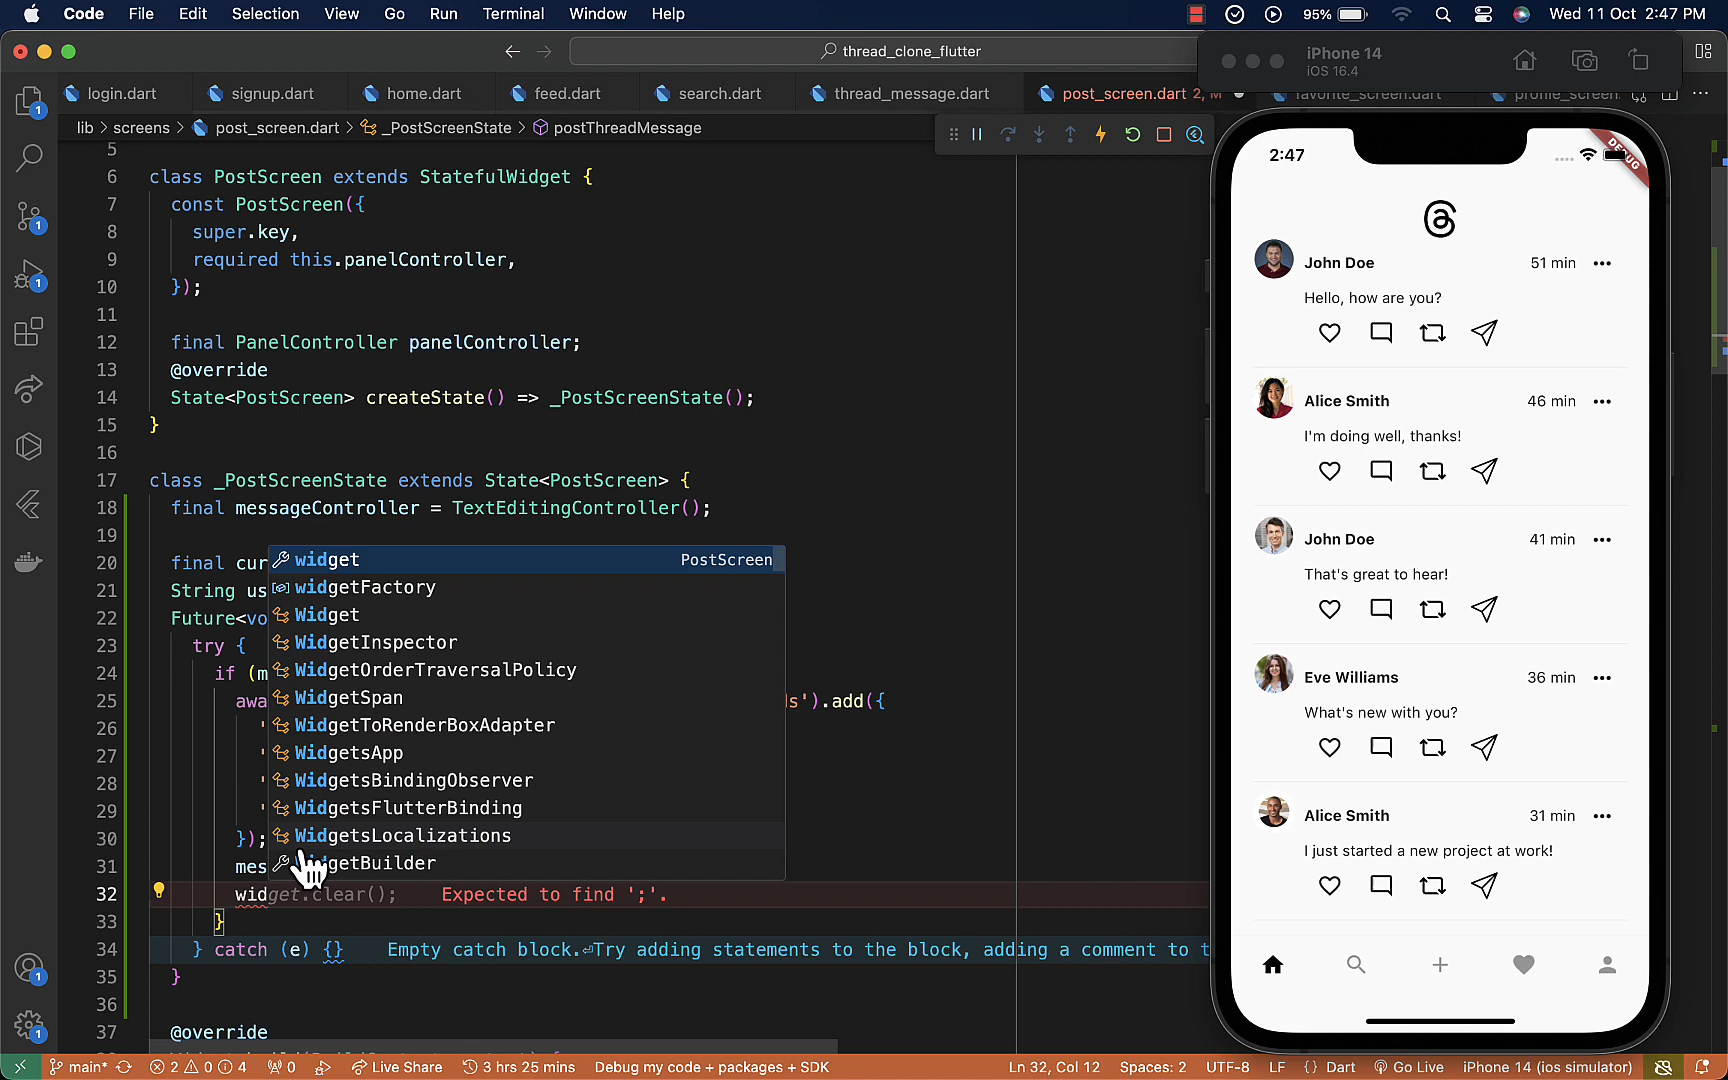 Code File Edit Selection View Go Run Terminal Window Help 95% Wed 11 Oct 2:47 PM
thread_clone_flutter
iPhone 14
iOS 16.4
login.dart signup.dart home.dart feed.dart search.dart thread_message.dart post_screen.dart 2, M favorite_screen.dart profile_screen.
lib > screens > post_screen.dart > _PostScreenState > postThreadMessage
5
6 class PostScreen extends StatefulWidget {
7 const PostScreen({
8 super.key,
9 required this.panelController,
10 });
11
12 final PanelController panelController;
13 @override
14 State<PostScreen> createState() => _PostScreenState();
15 }
16
17 class _PostScreenState extends State<PostScreen> {
18 final messageController = TextEditingController();
19
20 final cur
21 String us
22 Future<vo
23 try {
24 if (m
25 awa s').add({
26 '
27 '
28 '
29 '
30 });
31 mes
32 widget.clear(); Expected to find ';'.
33 }
34 } catch (e) {} Empty catch block.⏎Try adding statements to the block, adding a comment to t
35 }
36
37 @override
widget PostScreen
widgetFactory
Widget
WidgetInspector
WidgetOrderTraversalPolicy
WidgetSpan
WidgetToRenderBoxAdapter
WidgetsApp
WidgetsBindingObserver
WidgetsFlutterBinding
WidgetsLocalizations
WidgetBuilder
1
1
1
1
1
2:47
DEBUG
John Doe 51 min
Hello, how are you?
Alice Smith 46 min
I'm doing well, thanks!
John Doe 41 min
That's great to hear!
Eve Williams 36 min
What's new with you?
Alice Smith 31 min
I just started a new project at work!
main* 2 0 4 0 Live Share 3 hrs 25 mins Debug my code + packages + SDK Ln 32, Col 12 Spaces: 2 UTF-8 LF {} Dart Go Live iPhone 14 (ios simulator)